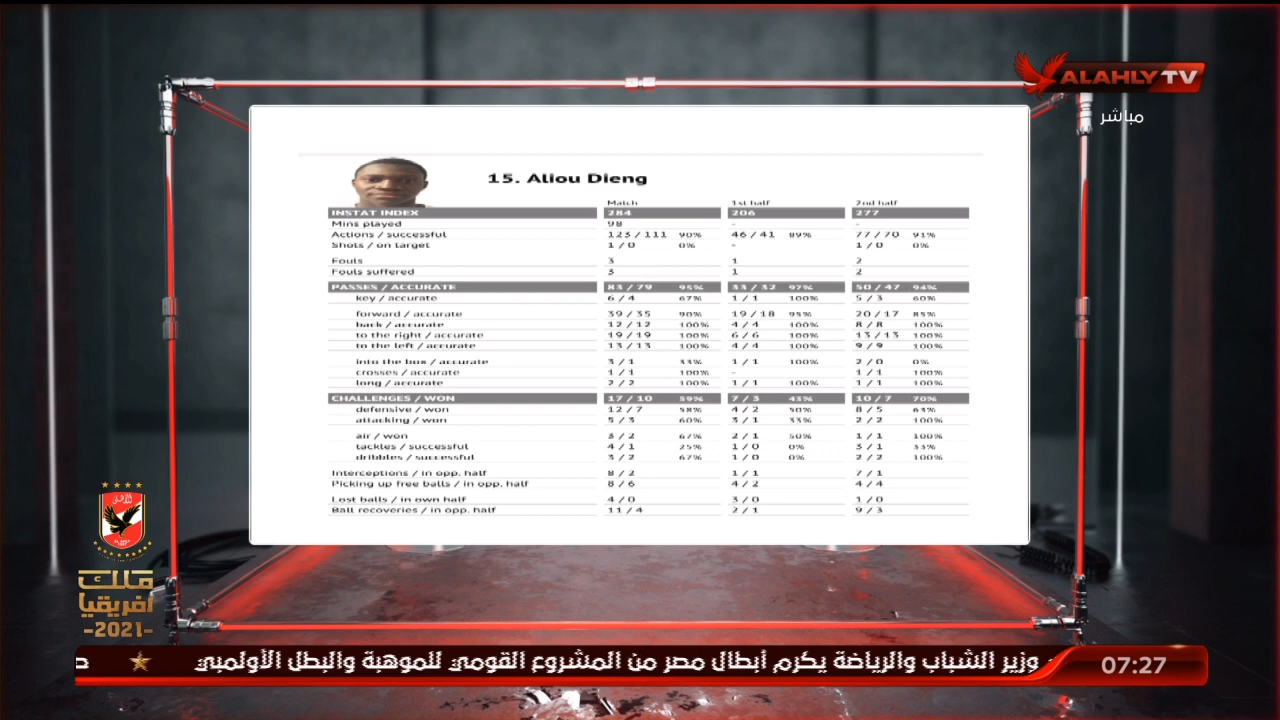 ALAHLY TV
مباشر
15. Aliou Dieng
Match 1st half 2nd half
INSTAT INDEX 284 206 277
Mins played 98 - -
Actions / successful 123 / 111 90% 46 / 41 89% 77 / 70 91%
Shots / on target 1 / 0 0% - 1 / 0 0%
Fouls 3 1 2
Fouls suffered 3 1 2
PASSES / ACCURATE 83 / 79 95% 33 / 32 97% 50 / 47 94%
key / accurate 6 / 4 67% 1 / 1 100% 5 / 3 60%
forward / accurate 39 / 35 90% 19 / 18 95% 20 / 17 85%
back / accurate 12 / 12 100% 4 / 4 100% 8 / 8 100%
to the right / accurate 19 / 19 100% 6 / 6 100% 13 / 13 100%
to the left / accurate 13 / 13 100% 4 / 4 100% 9 / 9 100%
into the box / accurate 3 / 1 33% 1 / 1 100% 2 / 0 0%
crosses / accurate 1 / 1 100% - 1 / 1 100%
long / accurate 2 / 2 100% 1 / 1 100% 1 / 1 100%
CHALLENGES / WON 17 / 10 59% 7 / 3 43% 10 / 7 70%
defensive / won 12 / 7 58% 4 / 2 50% 8 / 5 63%
attacking / won 5 / 3 60% 3 / 1 33% 2 / 2 100%
air / won 3 / 2 67% 2 / 1 50% 1 / 1 100%
tackles / successful 4 / 1 25% 1 / 0 0% 3 / 1 33%
dribbles / successful 3 / 2 67% 1 / 0 0% 2 / 2 100%
Interceptions / in opp. half 8 / 2 1 / 1 7 / 1
Picking up free balls / in opp. half 8 / 6 4 / 2 4 / 4
Lost balls / in own half 4 / 0 3 / 0 1 / 0
Ball recoveries / in opp. half 11 / 4 2 / 1 9 / 3
ملك
افريقيا
-2021-
وزير الشباب والرياضة يكرم أبطال مصر من المشروع القومي للموهبة والبطل الأولمبي
07:27